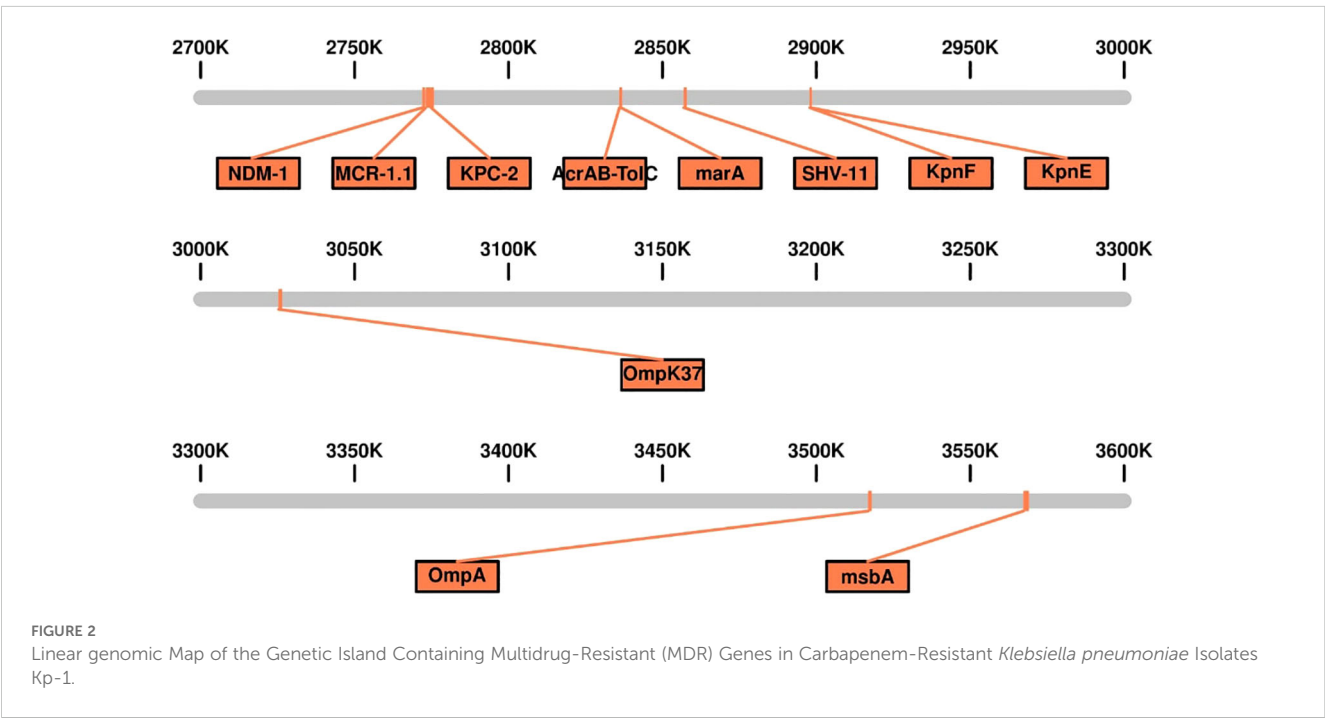 2700K 2750K 2800K 2850K 2900K 2950K 3000K
NDM-1 MCR-1.1 KPC-2 AcrAB-TolC marA SHV-11 KpnF KpnE
3000K 3050K 3100K 3150K 3200K 3250K 3300K
OmpK37
3300K 3350K 3400K 3450K 3500K 3550K 3600K
OmpA msbA
FIGURE 2
Linear genomic Map of the Genetic Island Containing Multidrug-Resistant (MDR) Genes in Carbapenem-Resistant Klebsiella pneumoniae Isolates
Kp-1.